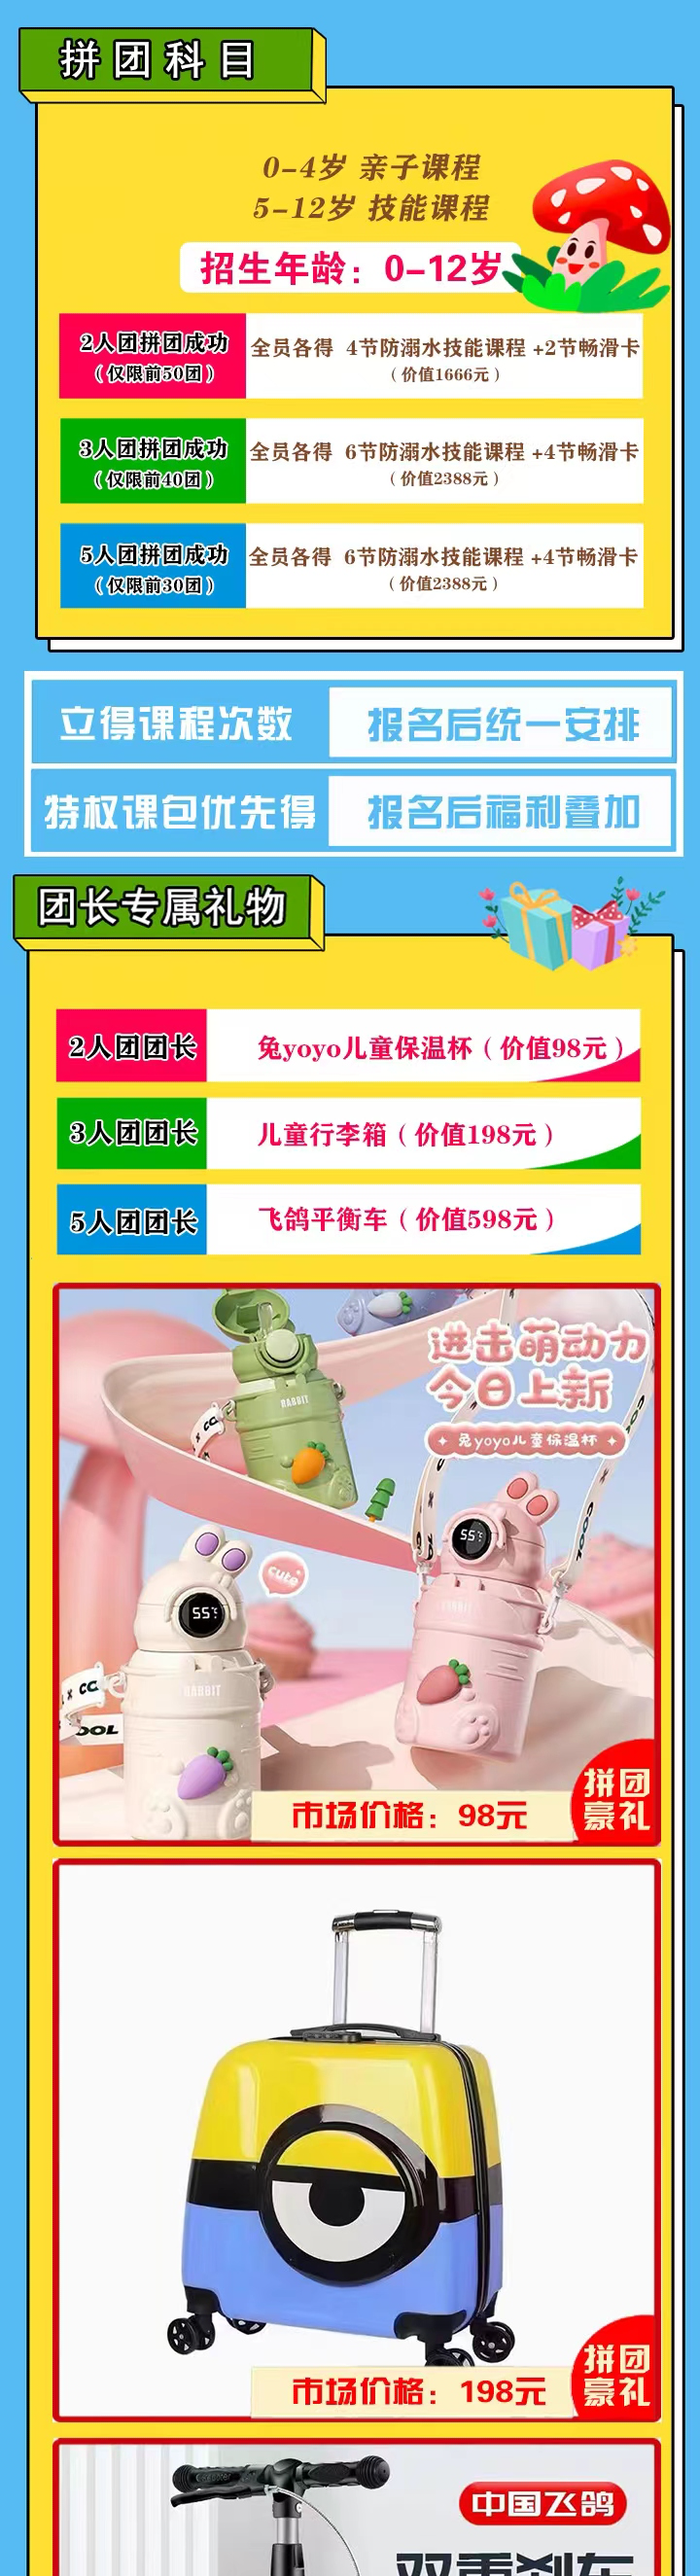 拼团科目
0-4岁 亲子课程
5-12岁 技能课程
招生年龄：0-12岁
2人团拼团成功
（仅限前50团）
全员各得 4节防溺水技能课程 +2节畅滑卡
（价值1666元）
3人团拼团成功
（仅限前40团）
全员各得 6节防溺水技能课程 +4节畅滑卡
（价值2388元）
5人团拼团成功
（仅限前30团）
全员各得 6节防溺水技能课程 +4节畅滑卡
（价值2388元）
立得课程次数
报名后统一安排
特权课包优先得
报名后福利叠加
团长专属礼物
2人团团长
兔yoyo儿童保温杯（价值98元）
3人团团长
儿童行李箱（价值198元）
5人团团长
飞鸽平衡车（价值598元）
进击萌动力
今日上新
兔yoyo儿童保温杯
RABBIT
COOL
55℃
cute
55℃
RABBIT
COOL
市场价格：98元
拼团
豪礼
市场价格：198元
拼团
豪礼
中国飞鸽
双重刹车